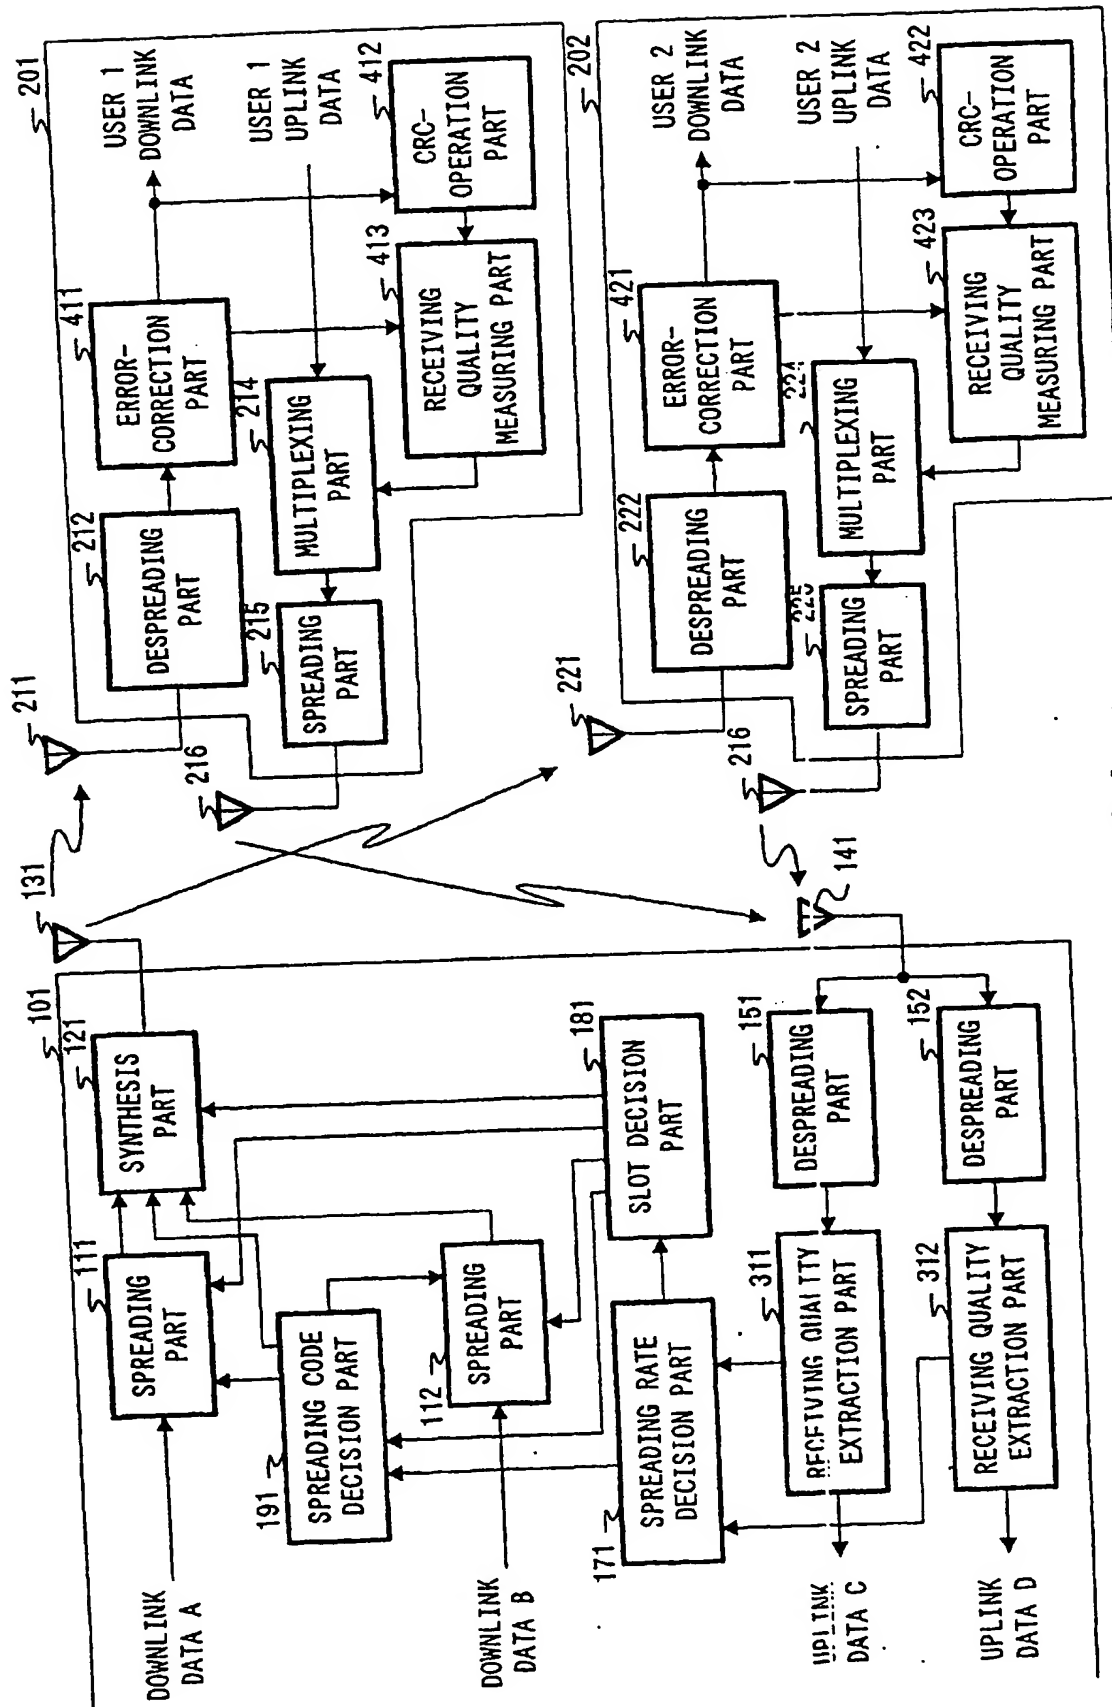 101
121
131
SYNTHESIS
PART
111
SPREADING
PART
DOWNLINK
DATA A
191
SPREADING CODE
DECISION PART
112
SPREADING
PART
DOWNLINK
DATA B
181
SLOT DECISION
PART
171
SPREADING RATE
DECISION PART
141
151
DESPREADING
PART
311
RECEIVING QUALITY
EXTRACTION PART
UPLINK
DATA C
152
DESPREADING
PART
312
RECEIVING QUALITY
EXTRACTION PART
UPLINK
DATA D
201
211
212
DESPREADING
PART
411
ERROR-
CORRECTION
PART
USER 1
DOWNLINK
DATA
USER 1
UPLINK
DATA
412
CRC-
OPERATION
PART
413
RECEIVING
QUALITY
MEASURING PART
214
MULTIPLEXING
PART
215
SPREADING
PART
216
202
221
222
DESPREADING
PART
421
ERROR-
CORRECTION
PART
USER 2
DOWNLINK
DATA
USER 2
UPLINK
DATA
422
CRC-
OPERATION
PART
423
RECEIVING
QUALITY
MEASURING PART
224
MULTIPLEXING
PART
225
SPREADING
PART
216